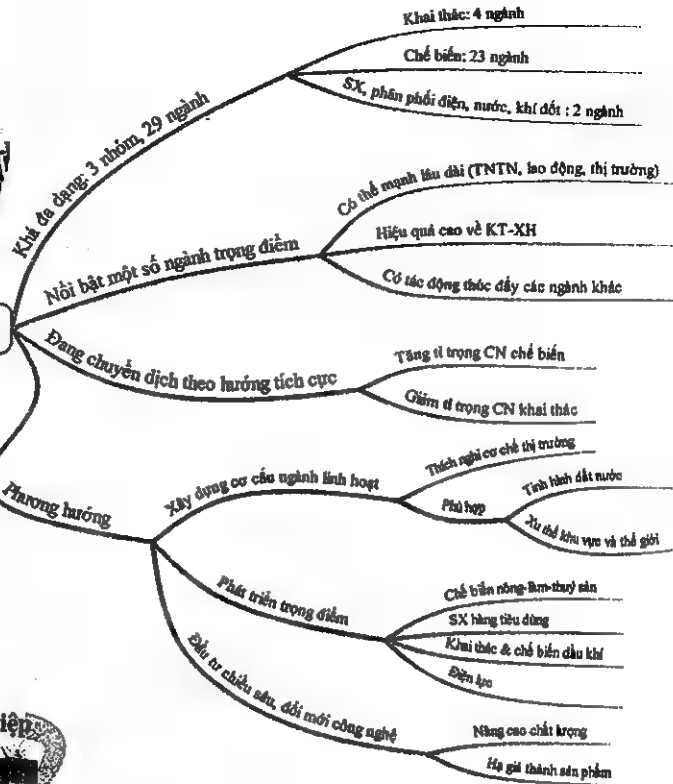 Khai thác: 4 ngành
Chế biến: 23 ngành
SX, phân phối điện, nước, khí đốt : 2 ngành
Khá đa dạng: 3 nhóm, 29 ngành
Có thế mạnh lâu dài (TNTN, lao động, thị trường)
Hiệu quả cao về KT-XH
Có tác động thúc đẩy các ngành khác
Nổi bật một số ngành trọng điểm
Đang chuyển dịch theo hướng tích cực
Tăng tỉ trọng CN chế biến
Giảm tỉ trọng CN khai thác
Phương hướng
Xây dựng cơ cấu ngành linh hoạt
Thích nghi cơ chế thị trường
Phù hợp
Tình hình đất nước
Xu thế khu vực và thế giới
Phát triển trọng điểm
Chế biến nông-lâm-thuỷ sản
SX hàng tiêu dùng
Khai thác & chế biến dầu khí
Điện lực
Đầu tư chiều sâu, đổi mới công nghệ
Nâng cao chất lượng
Hạ giá thành sản phẩm